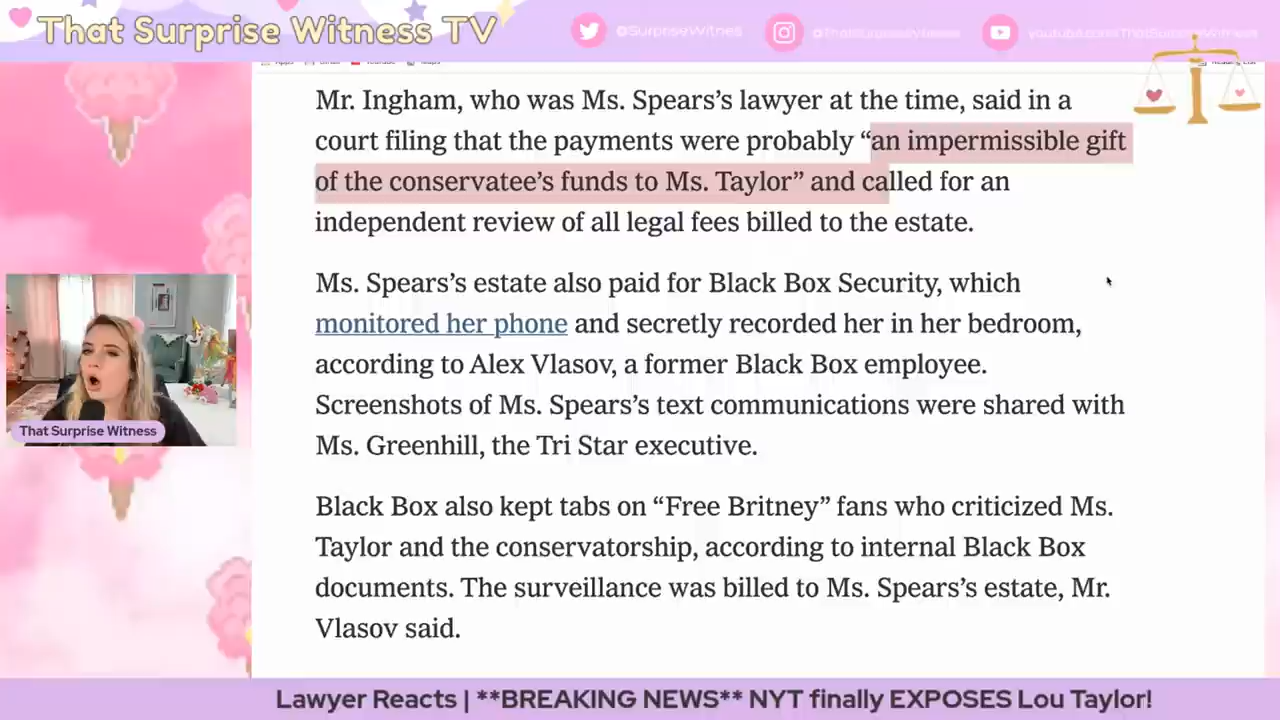 That Surprise Witness TV
@SurpriseWitnes
@ThatSurpriseWitness
youtube.com/ThatSurpriseWitness
Reading List
Mr. Ingham, who was Ms. Spears’s lawyer at the time, said in a
court filing that the payments were probably “an impermissible gift
of the conservatee’s funds to Ms. Taylor” and called for an
independent review of all legal fees billed to the estate.
Ms. Spears’s estate also paid for Black Box Security, which
monitored her phone and secretly recorded her in her bedroom,
according to Alex Vlasov, a former Black Box employee.
Screenshots of Ms. Spears’s text communications were shared with
Ms. Greenhill, the Tri Star executive.
Black Box also kept tabs on “Free Britney” fans who criticized Ms.
Taylor and the conservatorship, according to internal Black Box
documents. The surveillance was billed to Ms. Spears’s estate, Mr.
Vlasov said.
That Surprise Witness
Lawyer Reacts | **BREAKING NEWS** NYT finally EXPOSES Lou Taylor!